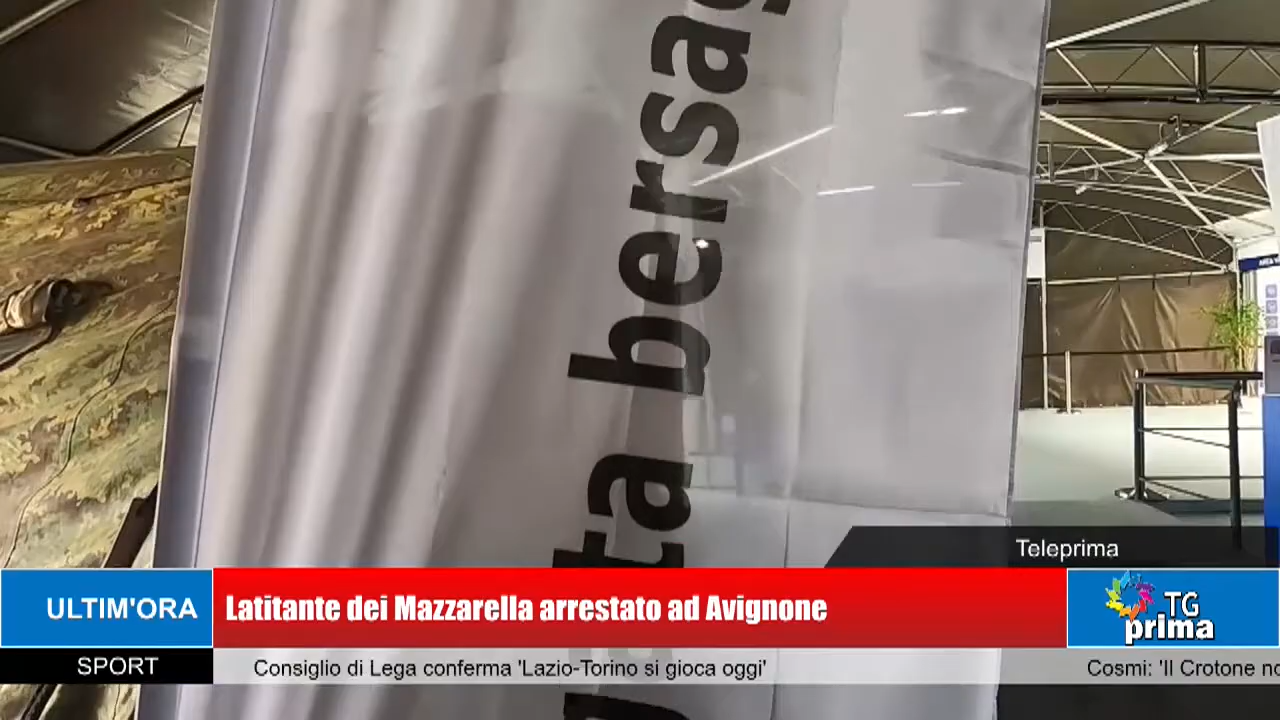 ta bersag
Teleprima
ULTIM'ORA
Latitante dei Mazzarella arrestato ad Avignone
TG
prima
SPORT
Consiglio di Lega conferma 'Lazio-Torino si gioca oggi'
Cosmi: 'Il Crotone no